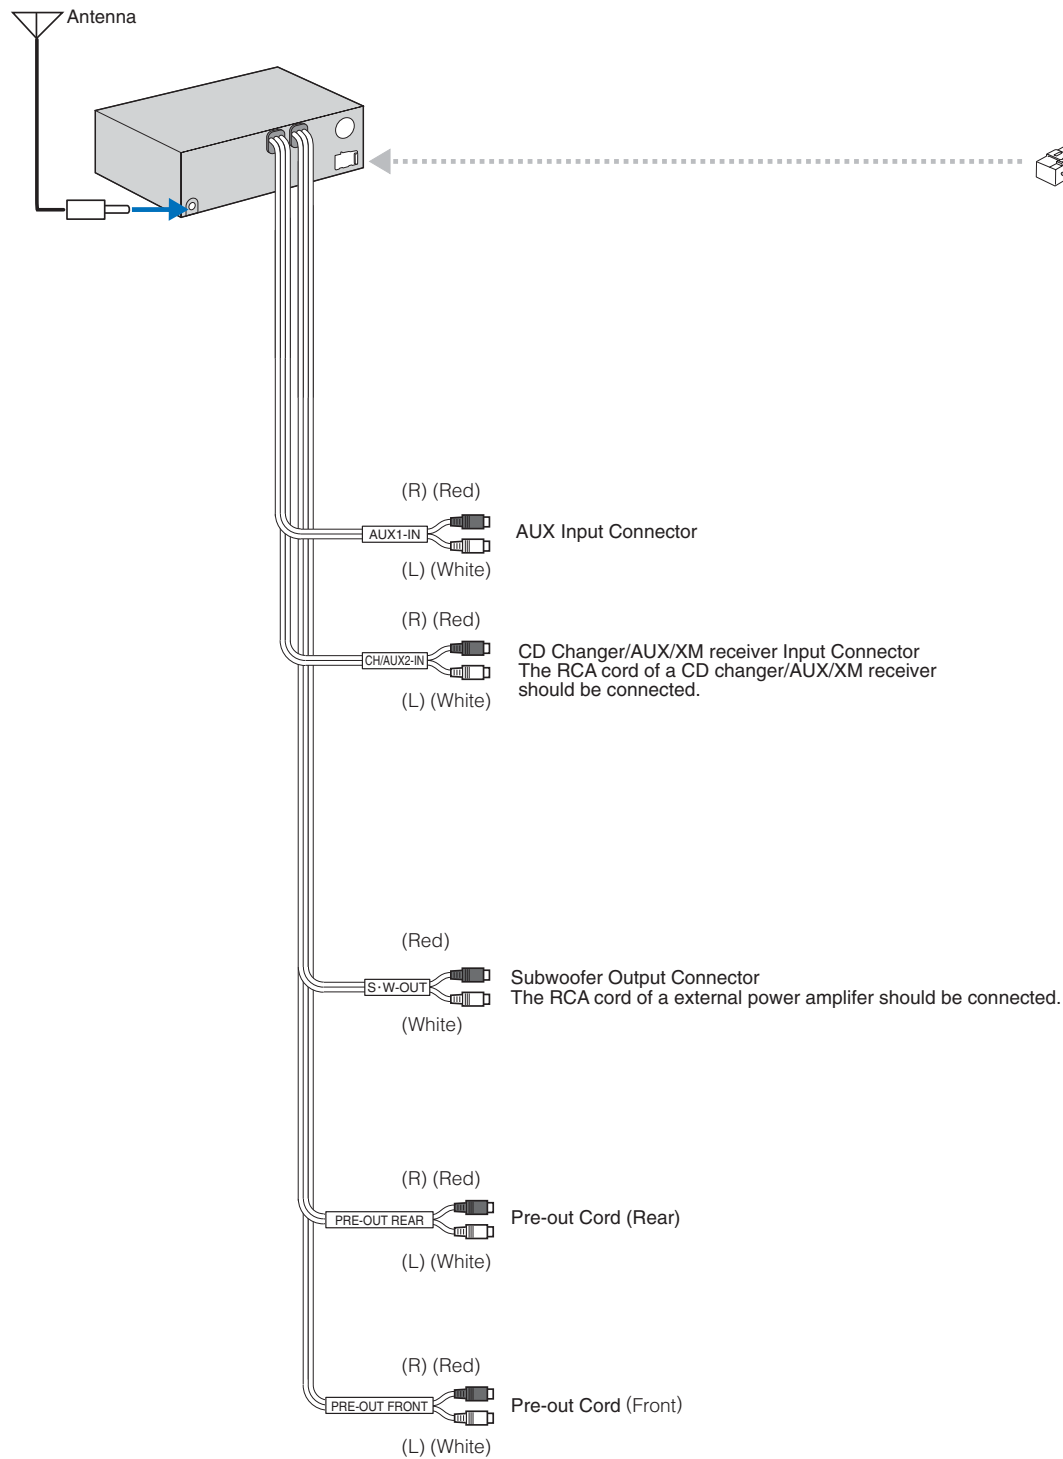 Antenna
(R) (Red)
AUX1-IN
AUX Input Connector
(L) (White)
(R) (Red)
CH/AUX2-IN
CD Changer/AUX/XM receiver Input Connector
The RCA cord of a CD changer/AUX/XM receiver
should be connected.
(L) (White)
(Red)
S·W-OUT
Subwoofer Output Connector
The RCA cord of a external power amplifer should be connected.
(White)
(R) (Red)
PRE-OUT REAR
Pre-out Cord (Rear)
(L) (White)
(R) (Red)
PRE-OUT FRONT
Pre-out Cord (Front)
(L) (White)